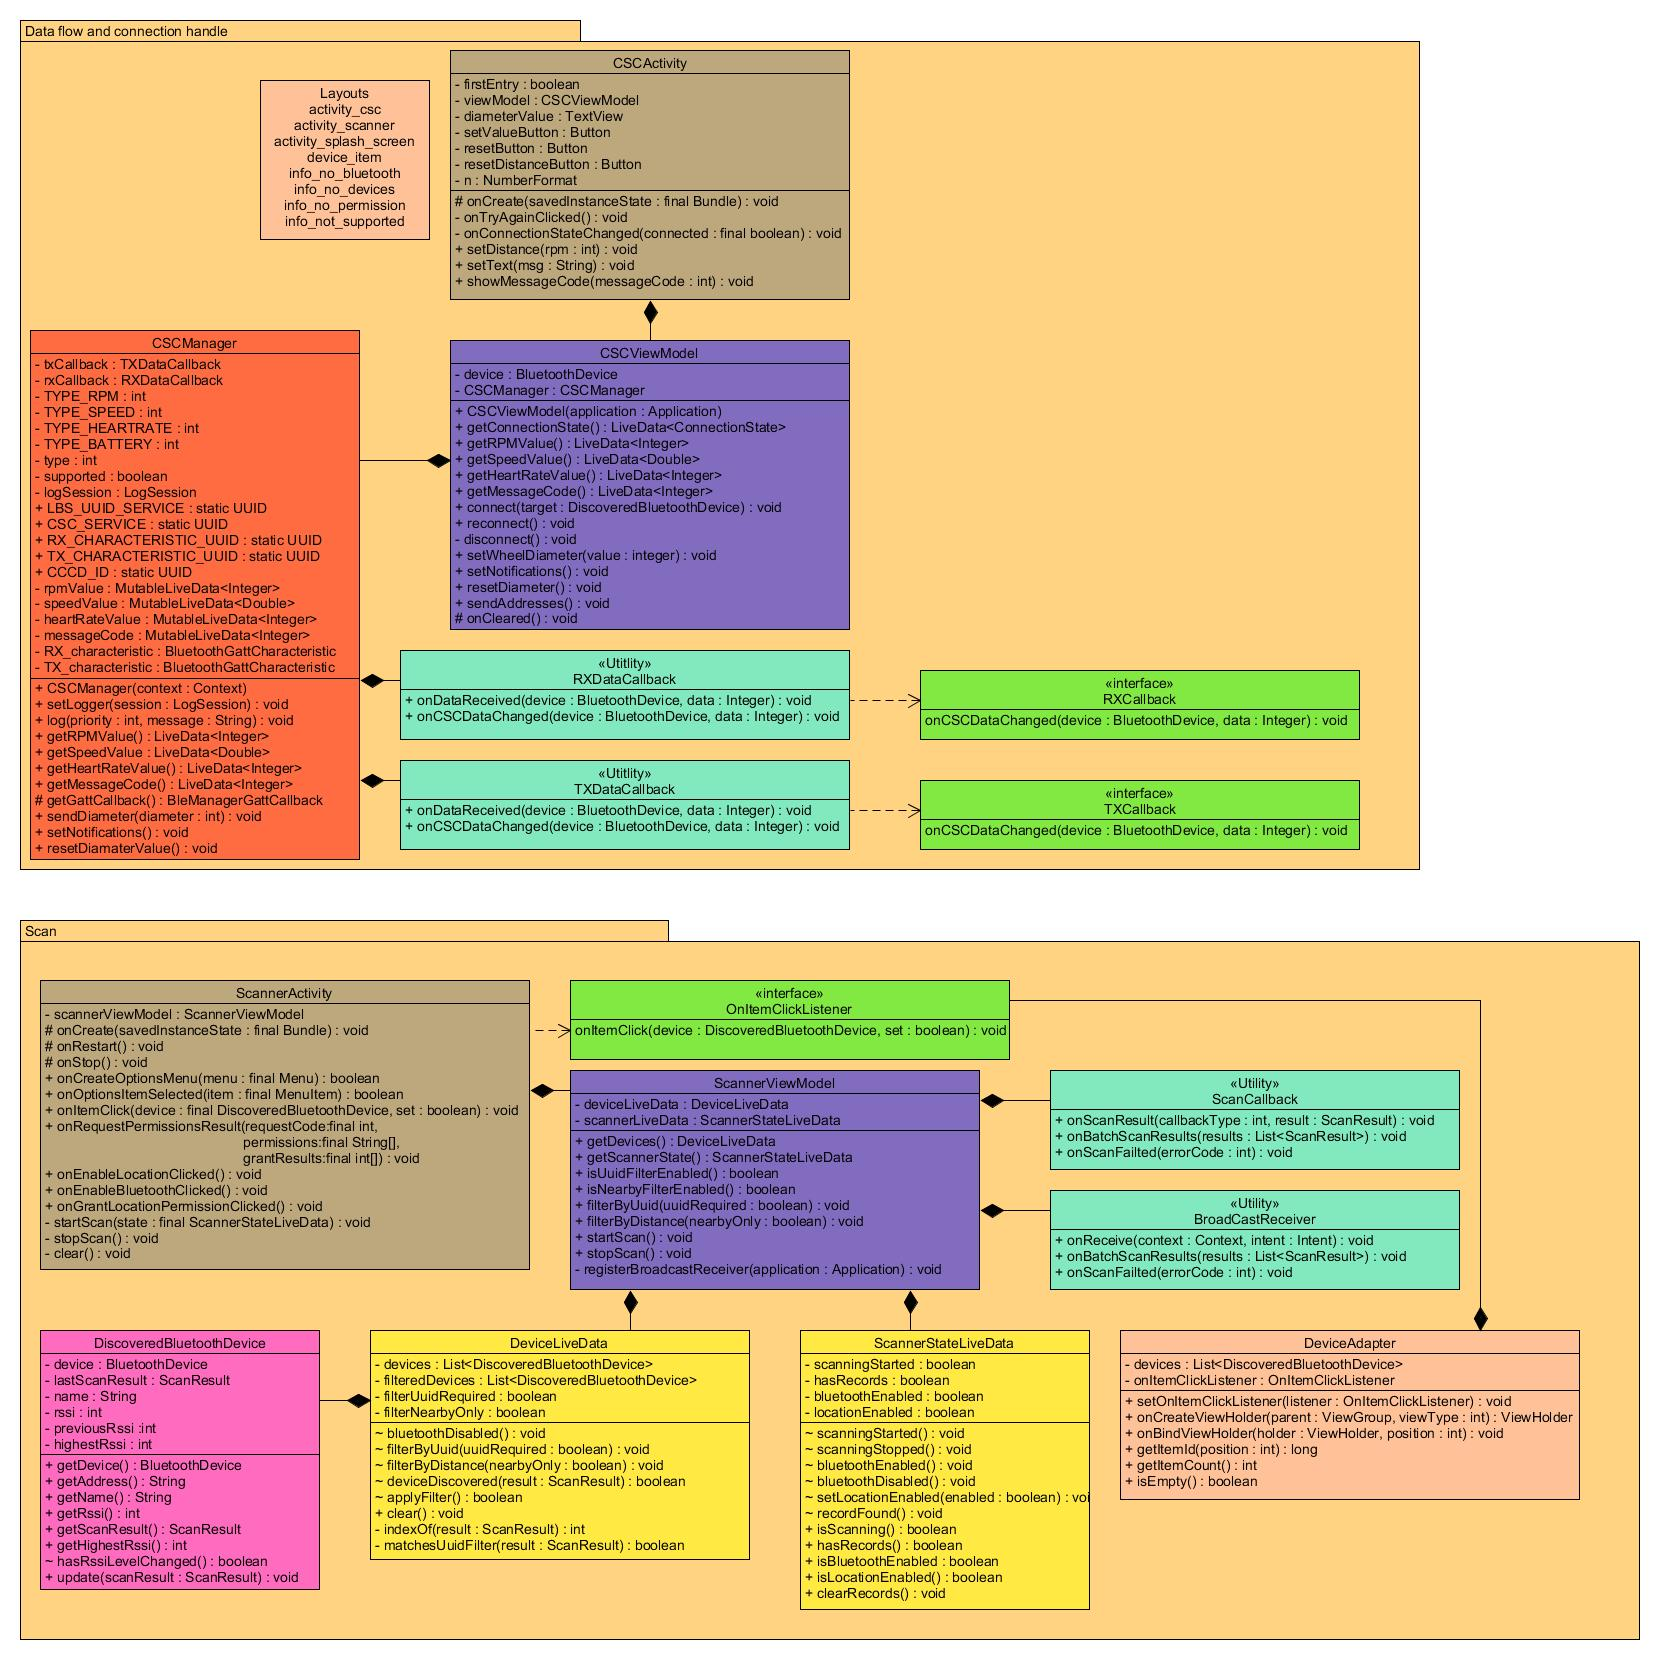 Data flow and connection handle
Layouts
activity_csc
activity_scanner
activity_splash_screen
device_item
info_no_bluetooth
info_no_devices
info_no_permission
info_not_supported
CSCActivity
- firstEntry : boolean
- viewModel : CSCViewModel
- diameterValue : TextView
- setValueButton : Button
- resetButton : Button
- resetDistanceButton : Button
- n : NumberFormat
# onCreate(savedInstanceState : final Bundle) : void
- onTryAgainClicked() : void
- onConnectionStateChanged(connected : final boolean) : void
+ setDistance(rpm : int) : void
+ setText(msg : String) : void
+ showMessageCode(messageCode : int) : void
CSCManager
- txCallback : TXDataCallback
- rxCallback : RXDataCallback
- TYPE_RPM : int
- TYPE_SPEED : int
- TYPE_HEARTRATE : int
- TYPE_BATTERY : int
- type : int
- supported : boolean
- logSession : LogSession
+ LBS_UUID_SERVICE : static UUID
+ CSC_SERVICE : static UUID
+ RX_CHARACTERISTIC_UUID : static UUID
+ TX_CHARACTERISTIC_UUID : static UUID
+ CCCD_ID : static UUID
- rpmValue : MutableLiveData<Integer>
- speedValue : MutableLiveData<Double>
- heartRateValue : MutableLiveData<Integer>
- messageCode : MutableLiveData<Integer>
- RX_characteristic : BluetoothGattCharacteristic
- TX_characteristic : BluetoothGattCharacteristic
+ CSCManager(context : Context)
+ setLogger(session : LogSession) : void
+ log(priority : int, message : String) : void
+ getRPMValue() : LiveData<Integer>
+ getSpeedValue : LiveData<Double>
+ getHeartRateValue() : LiveData<Integer>
+ getMessageCode() : LiveData<Integer>
# getGattCallback() : BleManagerGattCallback
+ sendDiameter(diameter : int) : void
+ setNotifications() : void
+ resetDiamaterValue() : void
CSCViewModel
- device : BluetoothDevice
- CSCManager : CSCManager
+ CSCViewModel(application : Application)
+ getConnectionState() : LiveData<ConnectionState>
+ getRPMValue() : LiveData<Integer>
+ getSpeedValue() : LiveData<Double>
+ getHeartRateValue() : LiveData<Integer>
+ getMessageCode() : LiveData<Integer>
+ connect(target : DiscoveredBluetoothDevice) : void
+ reconnect() : void
- disconnect() : void
+ setWheelDiameter(value : integer) : void
+ setNotifications() : void
+ resetDiameter() : void
+ sendAddresses() : void
# onCleared() : void
«Utitlity»
RXDataCallback
+ onDataReceived(device : BluetoothDevice, data : Integer) : void
+ onCSCDataChanged(device : BluetoothDevice, data : Integer) : void
«interface»
RXCallback
onCSCDataChanged(device : BluetoothDevice, data : Integer) : void
«Utitlity»
TXDataCallback
+ onDataReceived(device : BluetoothDevice, data : Integer) : void
+ onCSCDataChanged(device : BluetoothDevice, data : Integer) : void
«interface»
TXCallback
onCSCDataChanged(device : BluetoothDevice, data : Integer) : void
Scan
ScannerActivity
- scannerViewModel : ScannerViewModel
# onCreate(savedInstanceState : final Bundle) : void
# onRestart() : void
# onStop() : void
+ onCreateOptionsMenu(menu : final Menu) : boolean
+ onOptionsItemSelected(item : final MenuItem) : boolean
+ onItemClick(device : final DiscoveredBluetoothDevice, set : boolean) : void
+ onRequestPermissionsResult(requestCode:final int,
permissions:final String[],
grantResults:final int[]) : void
+ onEnableLocationClicked() : void
+ onEnableBluetoothClicked() : void
+ onGrantLocationPermissionClicked() : void
- startScan(state : final ScannerStateLiveData) : void
- stopScan() : void
- clear() : void
«interface»
OnItemClickListener
onItemClick(device : DiscoveredBluetoothDevice, set : boolean) : void
ScannerViewModel
- deviceLiveData : DeviceLiveData
- scannerLiveData : ScannerStateLiveData
+ getDevices() : DeviceLiveData
+ getScannerState() : ScannerStateLiveData
+ isUuidFilterEnabled() : boolean
+ isNearbyFilterEnabled() : boolean
+ filterByUuid(uuidRequired : boolean) : void
+ filterByDistance(nearbyOnly : boolean) : void
+ startScan() : void
+ stopScan() : void
- registerBroadcastReceiver(application : Application) : void
«Utility»
ScanCallback
+ onScanResult(callbackType : int, result : ScanResult) : void
+ onBatchScanResults(results : List<ScanResult>) : void
+ onScanFailted(errorCode : int) : void
«Utility»
BroadCastReceiver
+ onReceive(context : Context, intent : Intent) : void
+ onBatchScanResults(results : List<ScanResult>) : void
+ onScanFailted(errorCode : int) : void
DiscoveredBluetoothDevice
- device : BluetoothDevice
- lastScanResult : ScanResult
- name : String
- rssi : int
- previousRssi :int
- highestRssi : int
+ getDevice() : BluetoothDevice
+ getAddress() : String
+ getName() : String
+ getRssi() : int
+ getScanResult() : ScanResult
+ getHighestRssi() : int
~ hasRssiLevelChanged() : boolean
+ update(scanResult : ScanResult) : void
DeviceLiveData
- devices : List<DiscoveredBluetoothDevice>
- filteredDevices : List<DiscoveredBluetoothDevice>
- filterUuidRequired : boolean
- filterNearbyOnly : boolean
~ bluetoothDisabled() : void
~ filterByUuid(uuidRequired : boolean) : void
~ filterByDistance(nearbyOnly : boolean) : void
~ deviceDiscovered(result : ScanResult) : boolean
~ applyFilter() : boolean
+ clear() : void
- indexOf(result : ScanResult) : int
- matchesUuidFilter(result : ScanResult) : boolean
ScannerStateLiveData
- scanningStarted : boolean
- hasRecords : boolean
- bluetoothEnabled : boolean
- locationEnabled : boolean
~ scanningStarted() : void
~ scanningStopped() : void
~ bluetoothEnabled() : void
~ bluetoothDisabled() : void
~ setLocationEnabled(enabled : boolean) : voi
~ recordFound() : void
+ isScanning() : boolean
+ hasRecords() : boolean
+ isBluetoothEnabled : boolean
+ isLocationEnabled() : boolean
+ clearRecords() : void
DeviceAdapter
- devices : List<DiscoveredBluetoothDevice>
- onItemClickListener : OnItemClickListener
+ setOnItemClickListener(listener : OnItemClickListener) : void
+ onCreateViewHolder(parent : ViewGroup, viewType : int) : ViewHolder
+ onBindViewHolder(holder : ViewHolder, position : int) : void
+ getItemId(position : int) : long
+ getItemCount() : int
+ isEmpty() : boolean